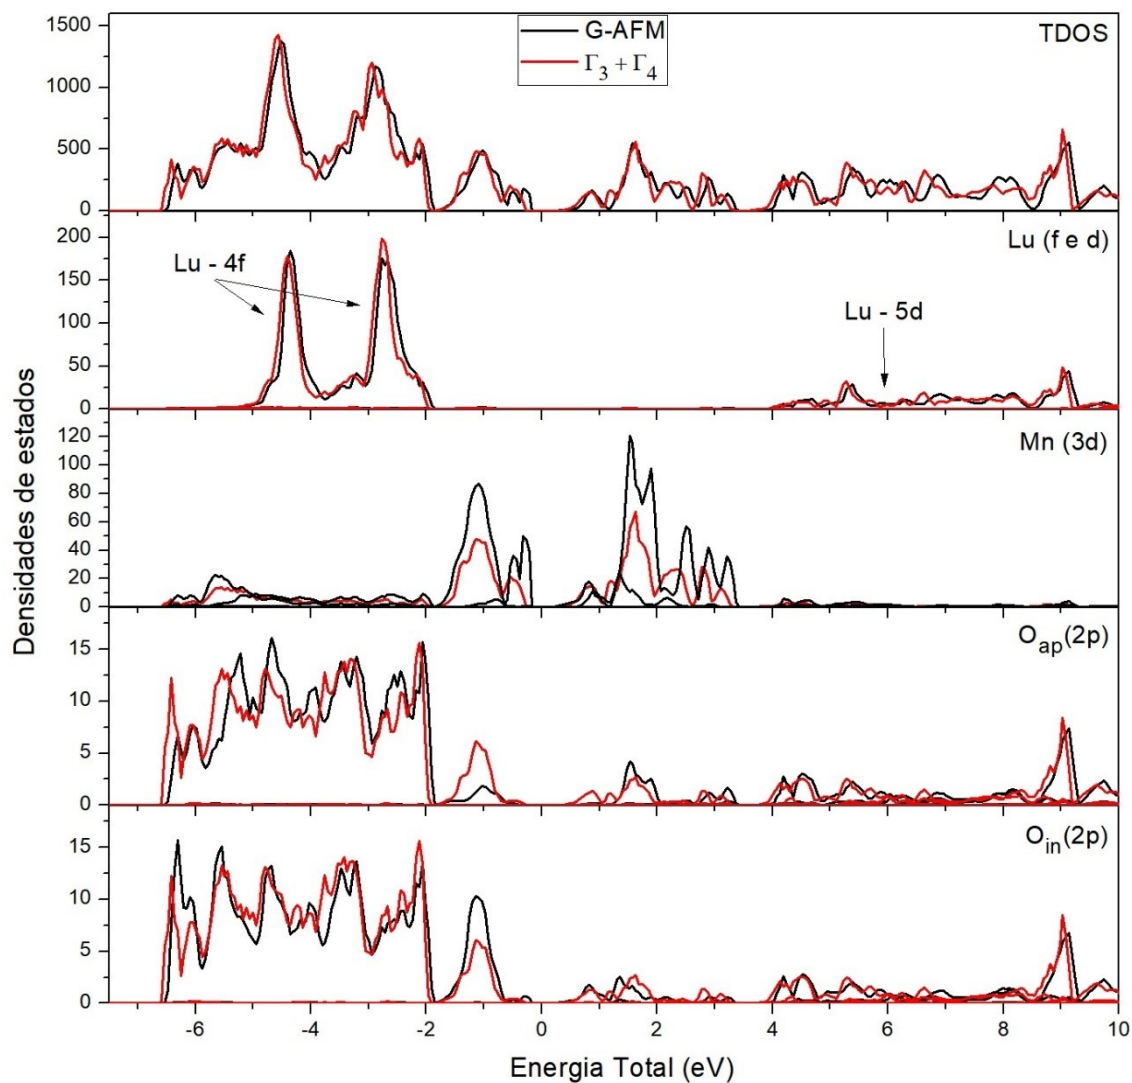 G-AFM
Γ3 + Γ4
TDOS
1500
1000
500
0
Lu (f e d)
Lu - 4f
Lu - 5d
200
150
100
50
0
Mn (3d)
120
100
80
60
40
20
0
Oap(2p)
15
10
5
0
Oin(2p)
15
10
5
0
-6 -4 -2 0 2 4 6 8 10
Energia Total (eV)
Densidades de estados